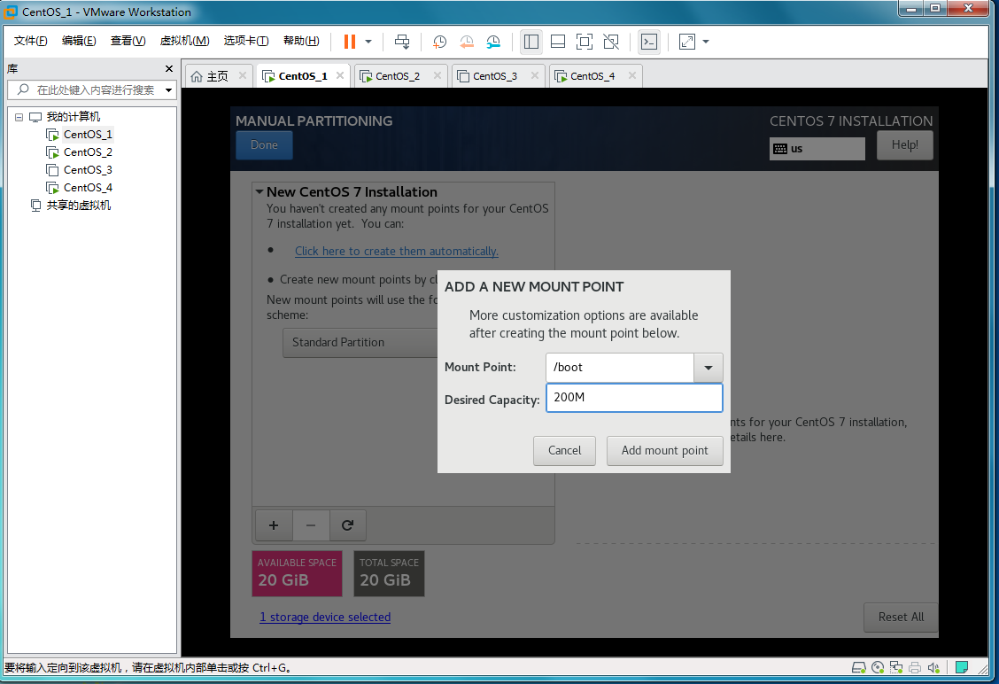 CentOS_1 - VMware Workstation
文件(F) 编辑(E) 查看(V) 虚拟机(M) 选项卡(T) 帮助(H)
库
在此处键入内容进行搜索
我的计算机
CentOS_1
CentOS_2
CentOS_3
CentOS_4
共享的虚拟机
主页 CentOS_1 CentOS_2 CentOS_3 CentOS_4
MANUAL PARTITIONING
Done
CENTOS 7 INSTALLATION
us
Help!
New CentOS 7 Installation
You haven't created any mount points for your CentOS
7 installation yet. You can:
Click here to create them automatically.
Create new mount points by cl
New mount points will use the fo
scheme:
Standard Partition
ADD A NEW MOUNT POINT
More customization options are available
after creating the mount point below.
Mount Point: /boot
Desired Capacity: 200M
Cancel Add mount point
nts for your CentOS 7 installation,
etails here.
+ −
AVAILABLE SPACE
20 GiB
TOTAL SPACE
20 GiB
1 storage device selected
Reset All
要将输入定向到该虚拟机，请在虚拟机内部单击或按 Ctrl+G。